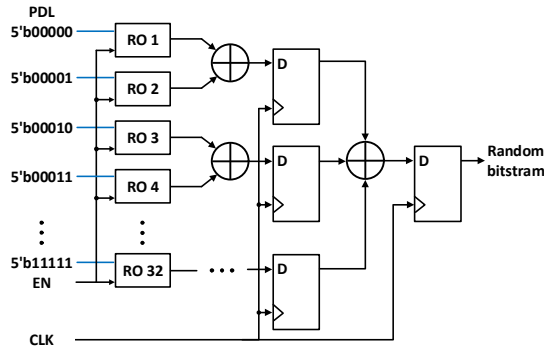 PDL
5'b00000
RO 1
5'b00001
RO 2
5'b00010
RO 3
5'b00011
RO 4
5'b11111
RO 32
EN
CLK
D
D
D
D
Random
bitstram